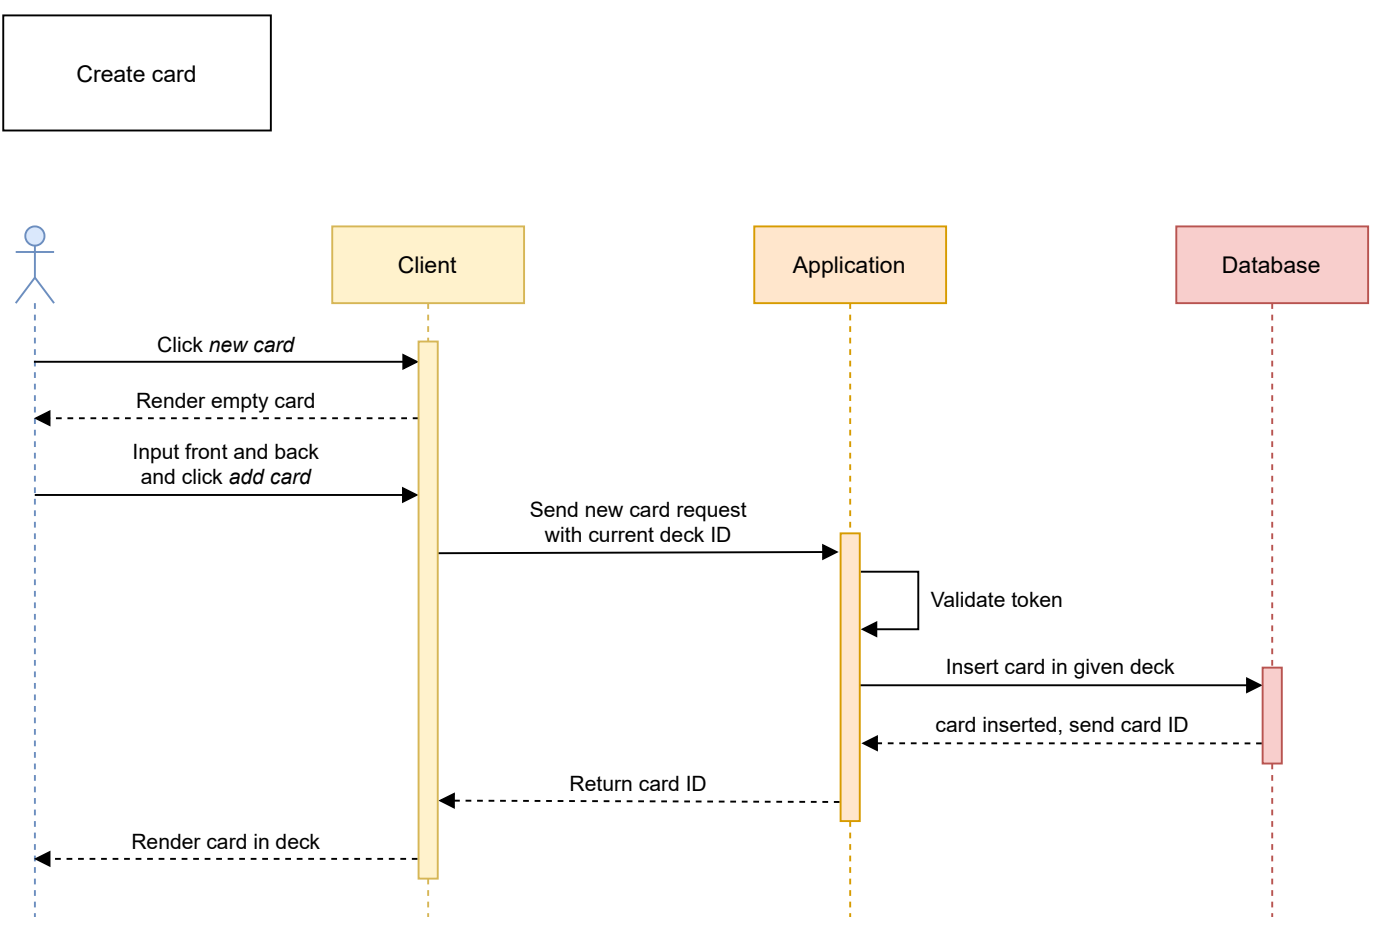 Create card
Client
Application
Database
Click new card
Render empty card
Input front and back
and click add card
Send new card request
with current deck ID
Validate token
Insert card in given deck
card inserted, send card ID
Return card ID
Render card in deck